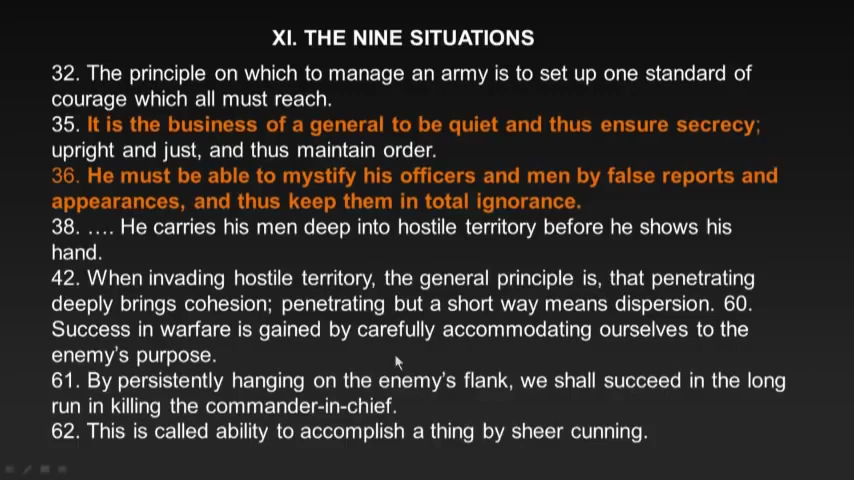 XI. THE NINE SITUATIONS
32. The principle on which to manage an army is to set up one standard of
courage which all must reach.
35. It is the business of a general to be quiet and thus ensure secrecy;
upright and just, and thus maintain order.
36. He must be able to mystify his officers and men by false reports and
appearances, and thus keep them in total ignorance.
38. …. He carries his men deep into hostile territory before he shows his
hand.
42. When invading hostile territory, the general principle is, that penetrating
deeply brings cohesion; penetrating but a short way means dispersion. 60.
Success in warfare is gained by carefully accommodating ourselves to the
enemy's purpose.
61. By persistently hanging on the enemy's flank, we shall succeed in the long
run in killing the commander-in-chief.
62. This is called ability to accomplish a thing by sheer cunning.